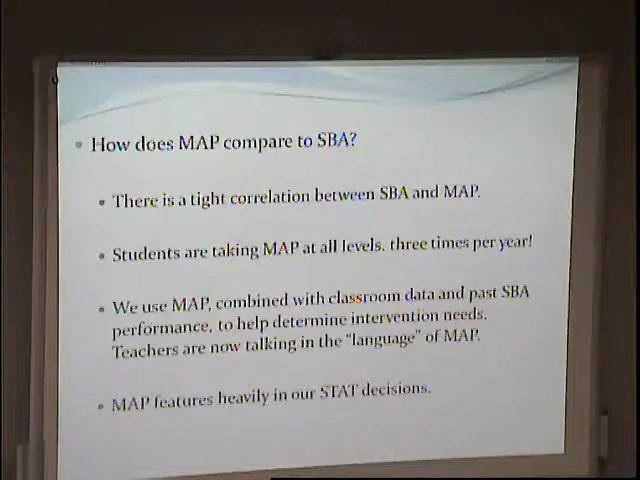 How does MAP compare to SBA?
There is a tight correlation between SBA and MAP.
Students are taking MAP at all levels, three times per year!
We use MAP, combined with classroom data and past SBA
performance, to help determine intervention needs.
Teachers are now talking in the "language" of MAP.
MAP features heavily in our STAT decisions.